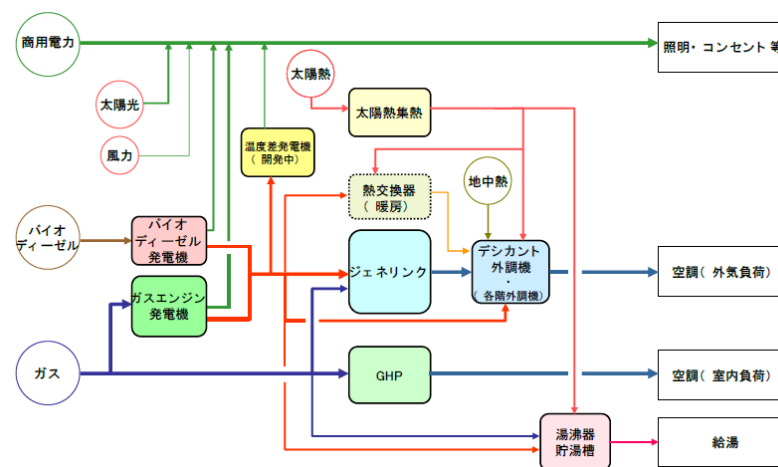 商用電力
照明・コンセント等
太陽熱
太陽光
太陽熱集熱
風力
温度差発電機
(開発中)
熱交換器
(暖房)
地中熱
バイオ
ディーゼル
バイオ
ディーゼル
発電機
ジェネリンク
デシカント
外調機
・
(各階外調機)
空調(外気負荷)
ガスエンジン
発電機
ガス
GHP
空調(室内負荷)
湯沸器
貯湯槽
給湯